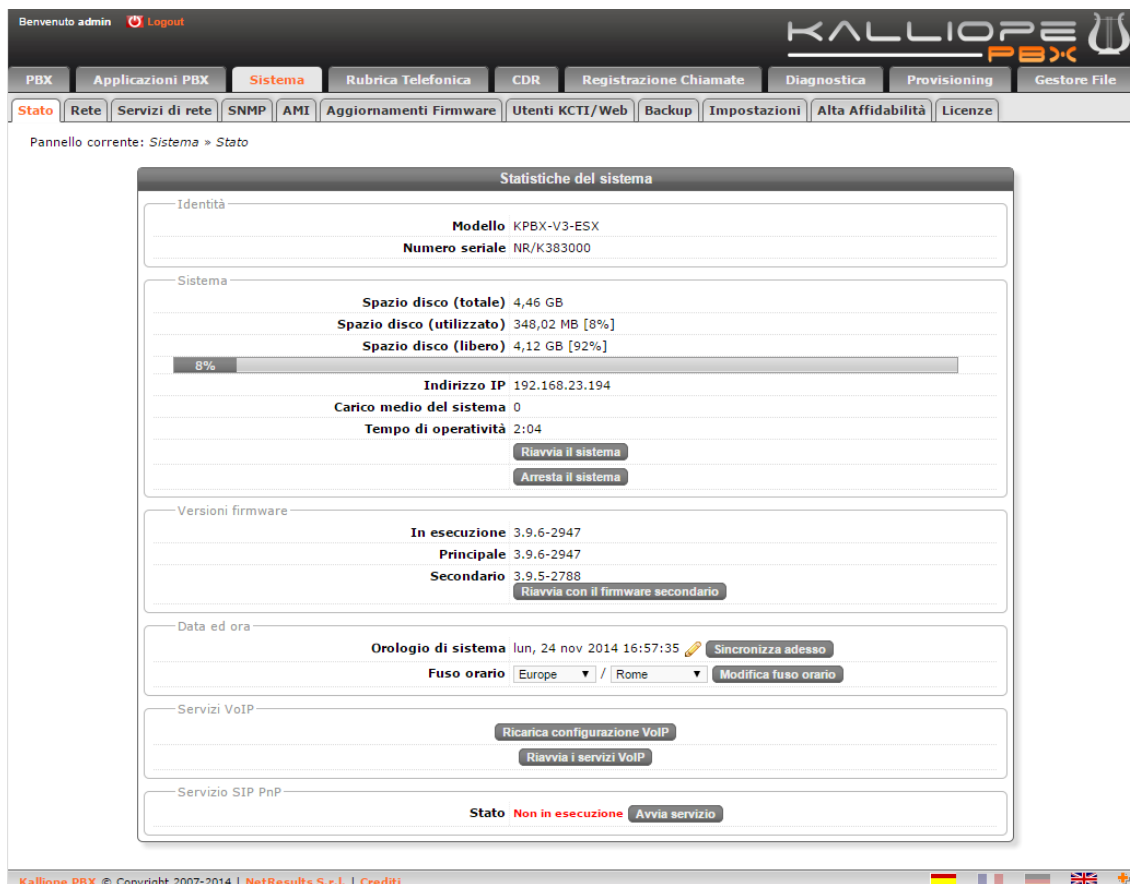 Benvenuto admin Logout
KALLIOPE
PBX
PBX Applicazioni PBX Sistema Rubrica Telefonica CDR Registrazione Chiamate Diagnostica Provisioning Gestore File
Stato Rete Servizi di rete SNMP AMI Aggiornamenti Firmware Utenti KCTI/Web Backup Impostazioni Alta Affidabilità Licenze
Pannello corrente: Sistema » Stato
Statistiche del sistema
Identità
Modello KPBX-V3-ESX
Numero seriale NR/K383000
Sistema
Spazio disco (totale) 4,46 GB
Spazio disco (utilizzato) 348,02 MB [8%]
Spazio disco (libero) 4,12 GB [92%]
8%
Indirizzo IP 192.168.23.194
Carico medio del sistema 0
Tempo di operatività 2:04
Riavvia il sistema
Arresta il sistema
Versioni firmware
In esecuzione 3.9.6-2947
Principale 3.9.6-2947
Secondario 3.9.5-2788
Riavvia con il firmware secondario
Data ed ora
Orologio di sistema lun, 24 nov 2014 16:57:35 Sincronizza adesso
Fuso orario Europe / Rome Modifica fuso orario
Servizi VoIP
Ricarica configurazione VoIP
Riavvia i servizi VoIP
Servizio SIP PnP
Stato Non in esecuzione Avvia servizio
Kalliope PBX © Copyright 2007-2014 | NetResults S.r.l. | Crediti